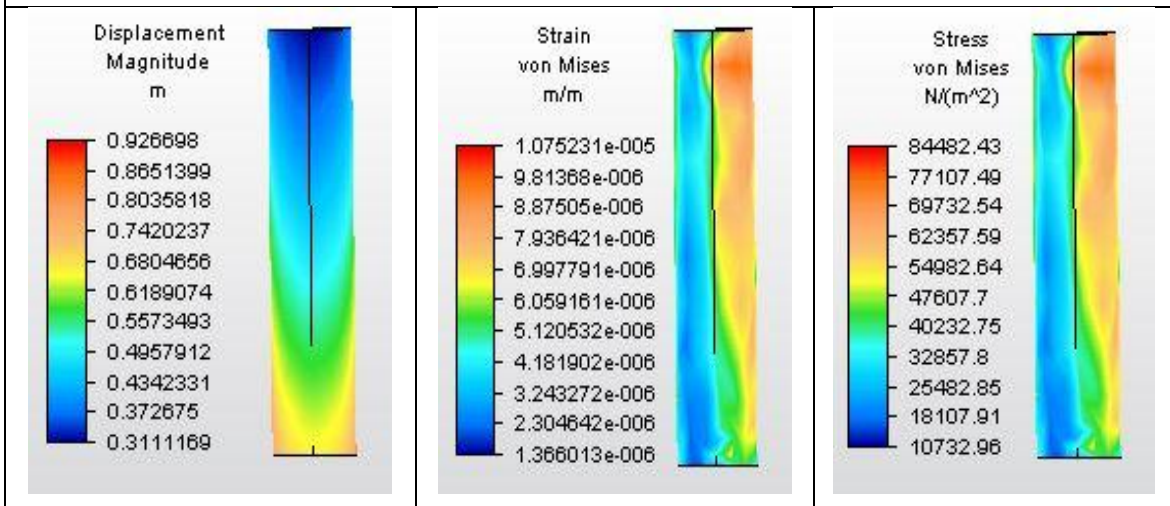 Displacement
Magnitude
m
0.926698
0.8651399
0.8035818
0.7420237
0.6804656
0.6189074
0.5573493
0.4957912
0.4342331
0.372675
0.3111169
Strain
von Mises
m/m
1.075231e-005
9.81368e-006
8.87505e-006
7.936421e-006
6.997791e-006
6.059161e-006
5.120532e-006
4.181902e-006
3.243272e-006
2.304642e-006
1.366013e-006
Stress
von Mises
N/(m^2)
84482.43
77107.49
69732.54
62357.59
54982.64
47607.7
40232.75
32857.8
25482.85
18107.91
10732.96